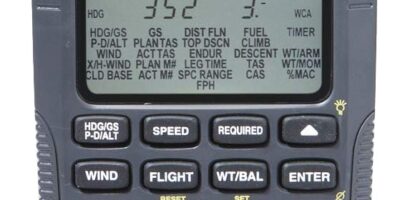 HDG 352 3.- WCA
HDG/GS GS DIST FLN FUEL TIMER
P-D/ALT PLAN TAS TOP DSCN CLIMB
WIND ACT TAS ENDUR DESCENT WT/ARM
X/H-WIND PLAN M# LEG TIME TAS WT/MOM
CLD BASE ACT M# SPC RANGE CAS %MAC
FPH
HDG/GS P-D/ALT SPEED REQUIRED
WIND FLIGHT WT/BAL ENTER
RESET SET